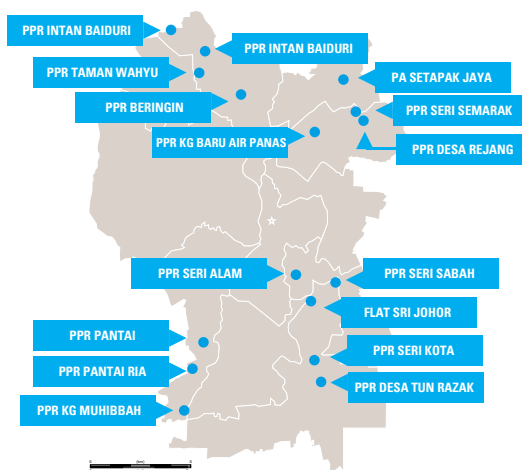 PPR INTAN BAIDURI
PPR INTAN BAIDURI
PPR TAMAN WAHYU
PA SETAPAK JAYA
PPR BERINGIN
PPR SERI SEMARAK
PPR KG BARU AIR PANAS
PPR DESA REJANG
PPR SERI ALAM
PPR SERI SABAH
FLAT SRI JOHOR
PPR PANTAI
PPR SERI KOTA
PPR PANTAI RIA
PPR DESA TUN RAZAK
PPR KG MUHIBBAH